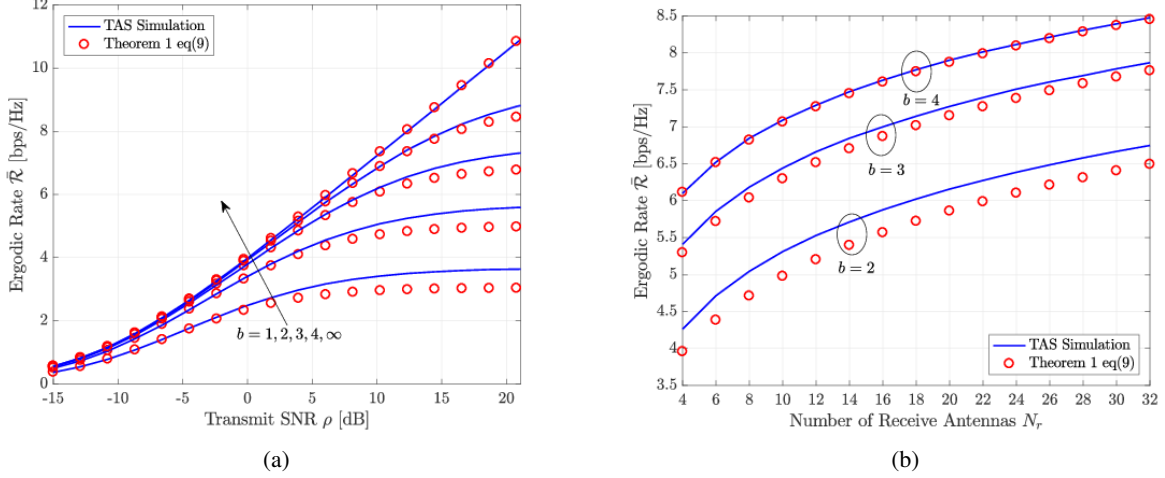 12
10
8
6
4
2
0
Ergodic Rate R̄ [bps/Hz]
TAS Simulation
Theorem 1 eq(9)
b = 1, 2, 3, 4, ∞
-15 -10 -5 0 5 10 15 20
Transmit SNR ρ [dB]
(a)
8.5
8
7.5
7
6.5
6
5.5
5
4.5
4
3.5
Ergodic Rate R̄ [bps/Hz]
b = 4
b = 3
b = 2
TAS Simulation
Theorem 1 eq(9)
4 6 8 10 12 14 16 18 20 22 24 26 28 30 32
Number of Receive Antennas Nᵣ
(b)